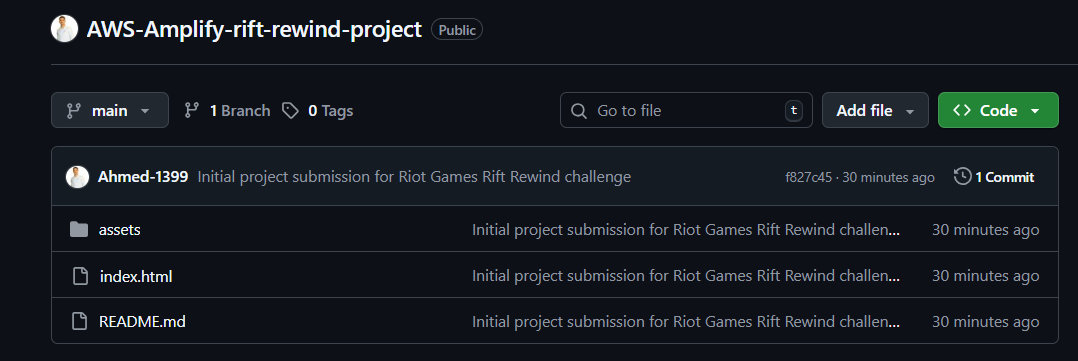 AWS-Amplify-rift-rewind-project Public
main 1 Branch 0 Tags Go to file t Add file Code
Ahmed-1399 Initial project submission for Riot Games Rift Rewind challenge f827c45 · 30 minutes ago 1 Commit
assets Initial project submission for Riot Games Rift Rewind challen... 30 minutes ago
index.html Initial project submission for Riot Games Rift Rewind challen... 30 minutes ago
README.md Initial project submission for Riot Games Rift Rewind challen... 30 minutes ago